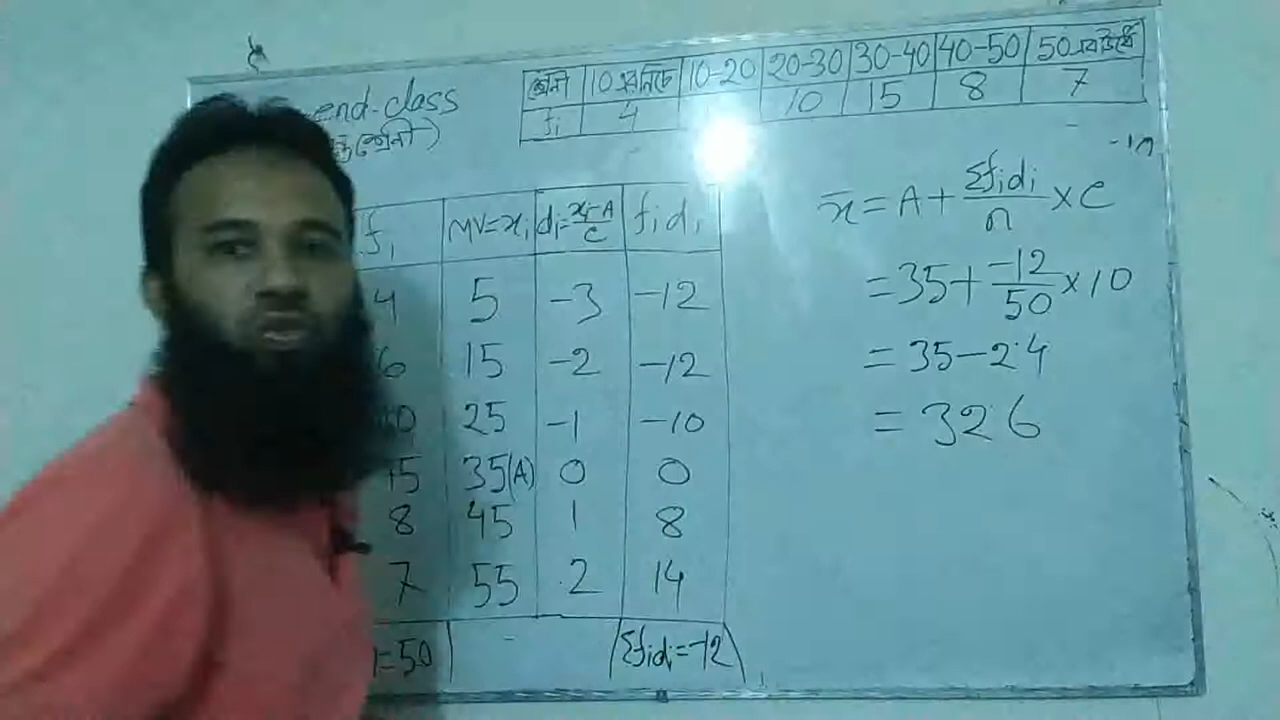 end-class
শ্রেনী)
শ্রেনী 10 এর নিচে 10-20 20-30 30-40 40-50 50 এর উর্ধ্বে
fi 4 10 15 8 7
fi MV=xi di=xi-A/c fidi
4 5 -3 -12
6 15 -2 -12
0 25 -1 -10
15 35(A) 0 0
8 45 1 8
7 55 2 14
=50 Σfidi=-12
x̄=A+Σfidi/n×c
=35+-12/50×10
=35-2.4
=32.6